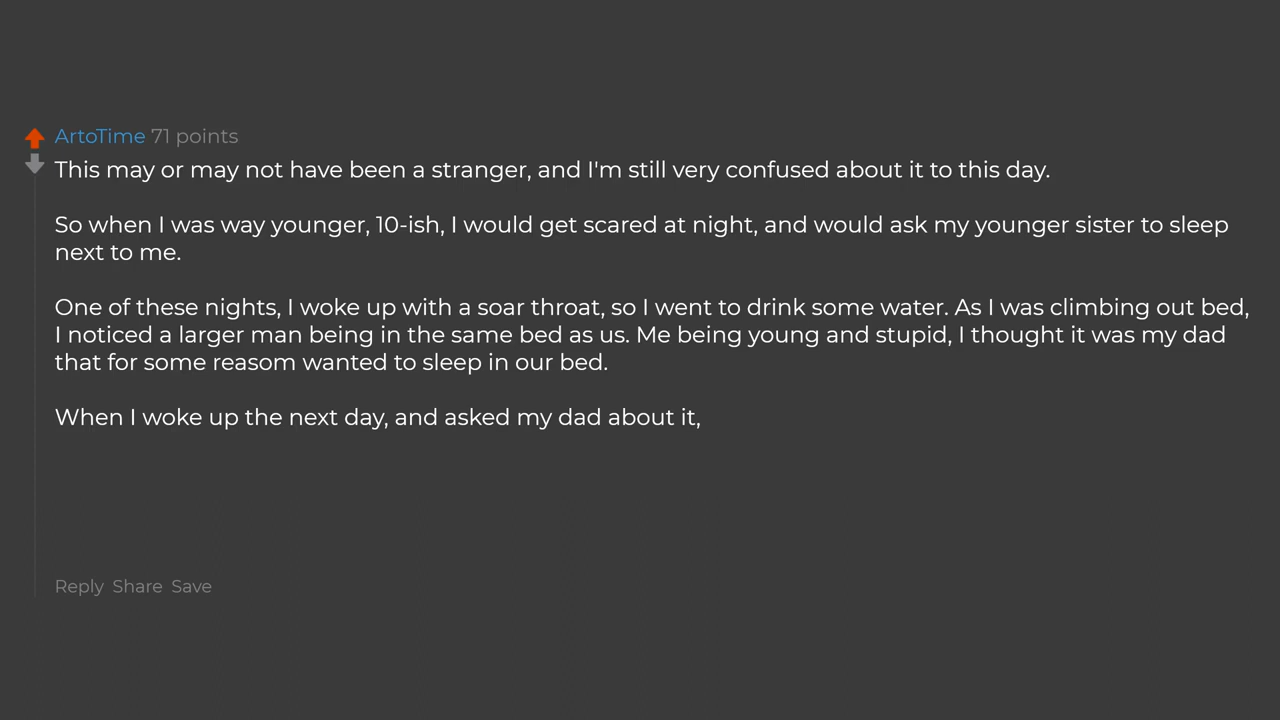 ArtoTime 71 points
This may or may not have been a stranger, and I'm still very confused about it to this day.
So when I was way younger, 10-ish, I would get scared at night, and would ask my younger sister to sleep
next to me.
One of these nights, I woke up with a soar throat, so I went to drink some water. As I was climbing out bed,
I noticed a larger man being in the same bed as us. Me being young and stupid, I thought it was my dad
that for some reasom wanted to sleep in our bed.
When I woke up the next day, and asked my dad about it,
Reply Share Save